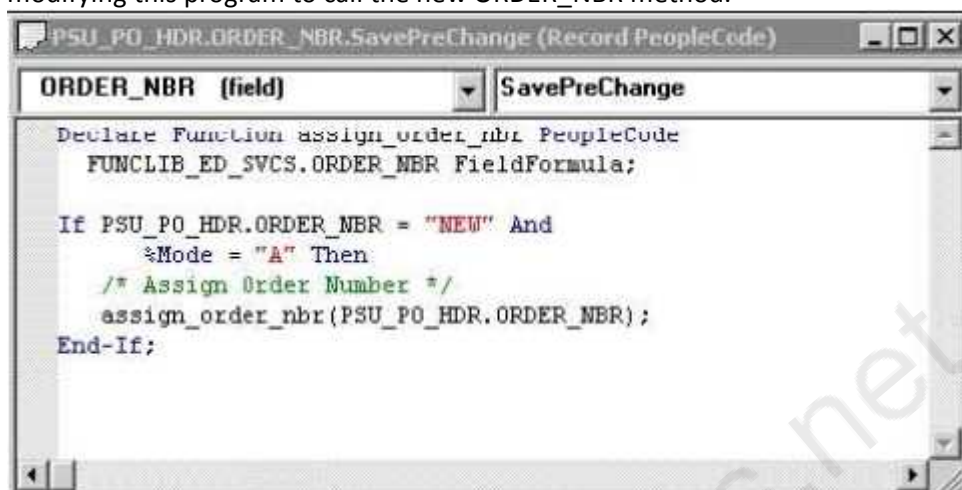 modifying this program to call the new ORDER_NBR method.
PSU_PO_HDR.ORDER_NBR.SavePreChange (Record PeopleCode)
ORDER_NBR (field) SavePreChange
Declare Function assign_order_nbr PeopleCode
FUNCLIB_ED_SVCS.ORDER_NBR FieldFormula;
If PSU_PO_HDR.ORDER_NBR = "NEW" And
%Mode = "A" Then
/* Assign Order Number */
assign_order_nbr(PSU_PO_HDR.ORDER_NBR);
End-If;